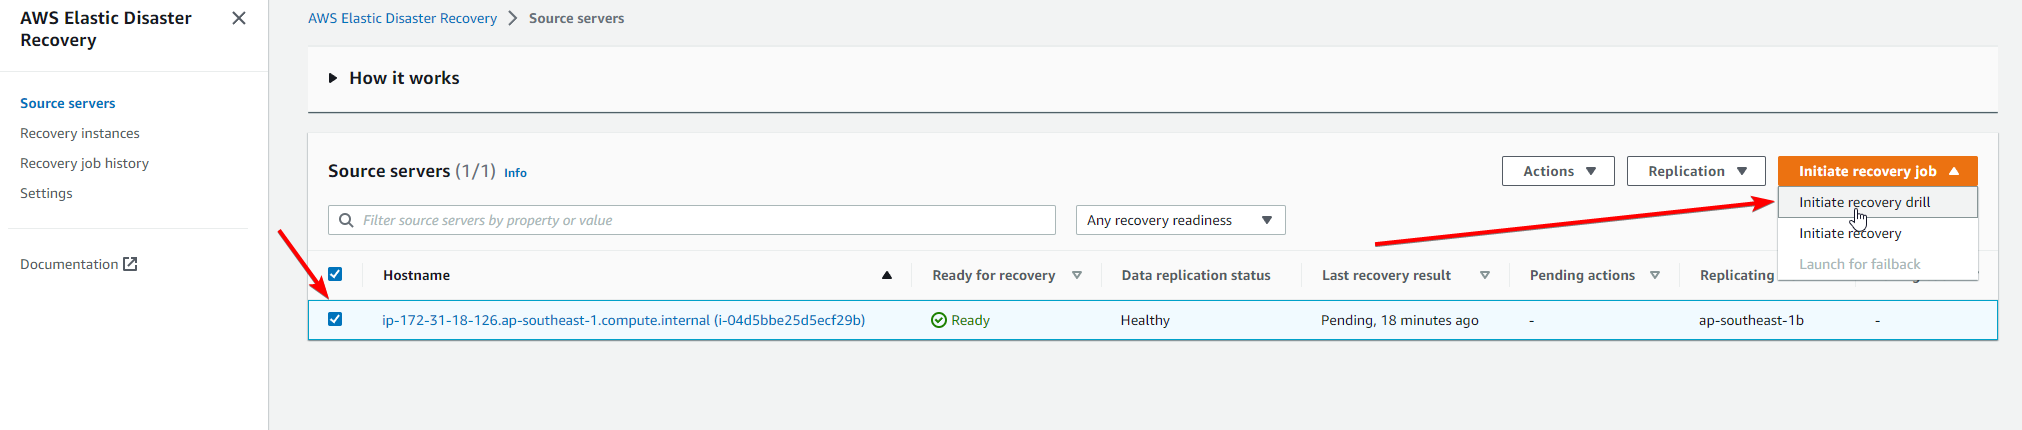 AWS Elastic Disaster
Recovery
Source servers
Recovery instances
Recovery job history
Settings
Documentation
AWS Elastic Disaster Recovery > Source servers
How it works
Source servers (1/1) Info
Actions
Replication
Initiate recovery job
Initiate recovery drill
Initiate recovery
Launch for failback
Filter source servers by property or value
Any recovery readiness
Hostname Ready for recovery Data replication status Last recovery result Pending actions Replicating
ip-172-31-18-126.ap-southeast-1.compute.internal (i-04d5bbe25d5ecf29b) Ready Healthy Pending, 18 minutes ago - ap-southeast-1b -